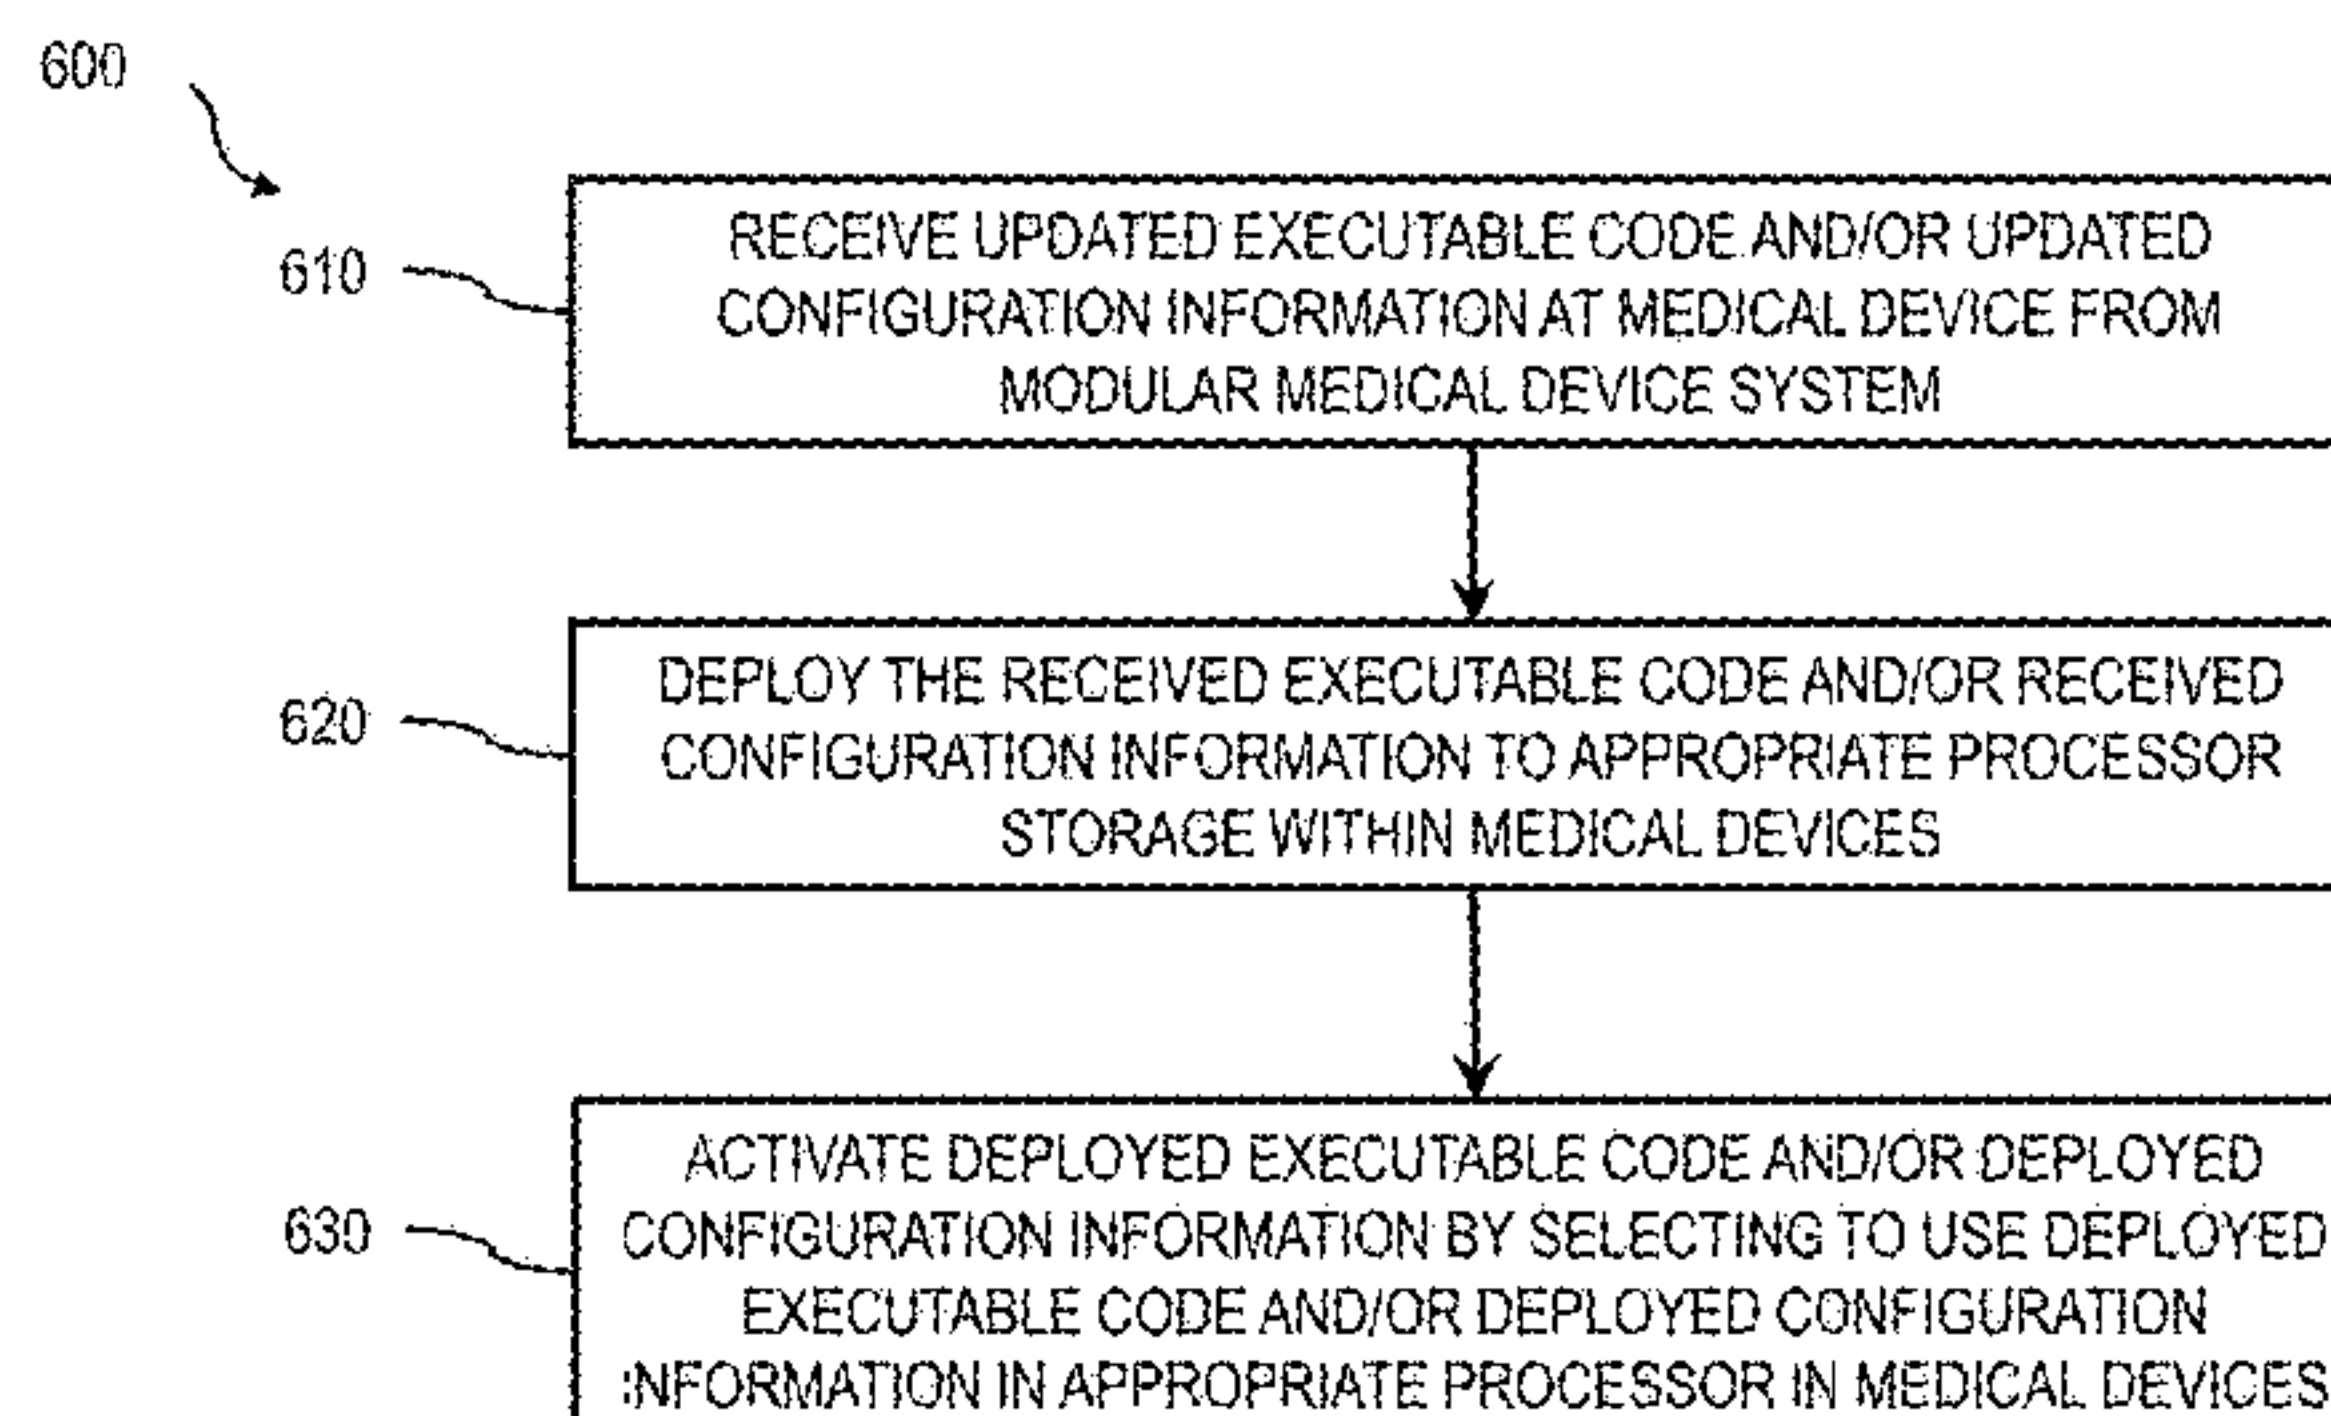 600
610
RECEIVE UPDATED EXECUTABLE CODE AND/OR UPDATED
CONFIGURATION INFORMATION AT MEDICAL DEVICE FROM
MODULAR MEDICAL DEVICE SYSTEM
620
DEPLOY THE RECEIVED EXECUTABLE CODE AND/OR RECEIVED
CONFIGURATION INFORMATION TO APPROPRIATE PROCESSOR
STORAGE WITHIN MEDICAL DEVICES
630
ACTIVATE DEPLOYED EXECUTABLE CODE AND/OR DEPLOYED
CONFIGURATION INFORMATION BY SELECTING TO USE DEPLOYED
EXECUTABLE CODE AND/OR DEPLOYED CONFIGURATION
INFORMATION IN APPROPRIATE PROCESSOR IN MEDICAL DEVICES